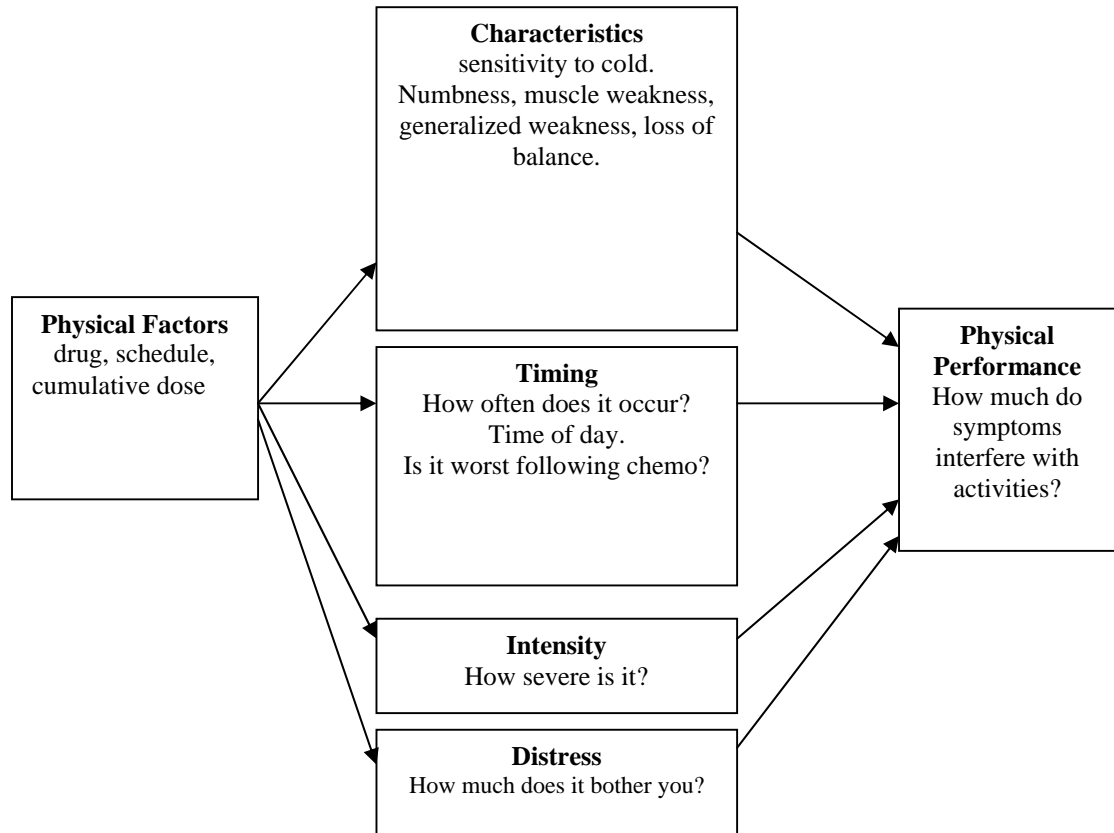 Characteristics
sensitivity to cold.
Numbness, muscle weakness,
generalized weakness, loss of
balance.
Physical Factors
drug, schedule,
cumulative dose
Timing
How often does it occur?
Time of day.
Is it worst following chemo?
Intensity
How severe is it?
Distress
How much does it bother you?
Physical
Performance
How much do
symptoms
interfere with
activities?